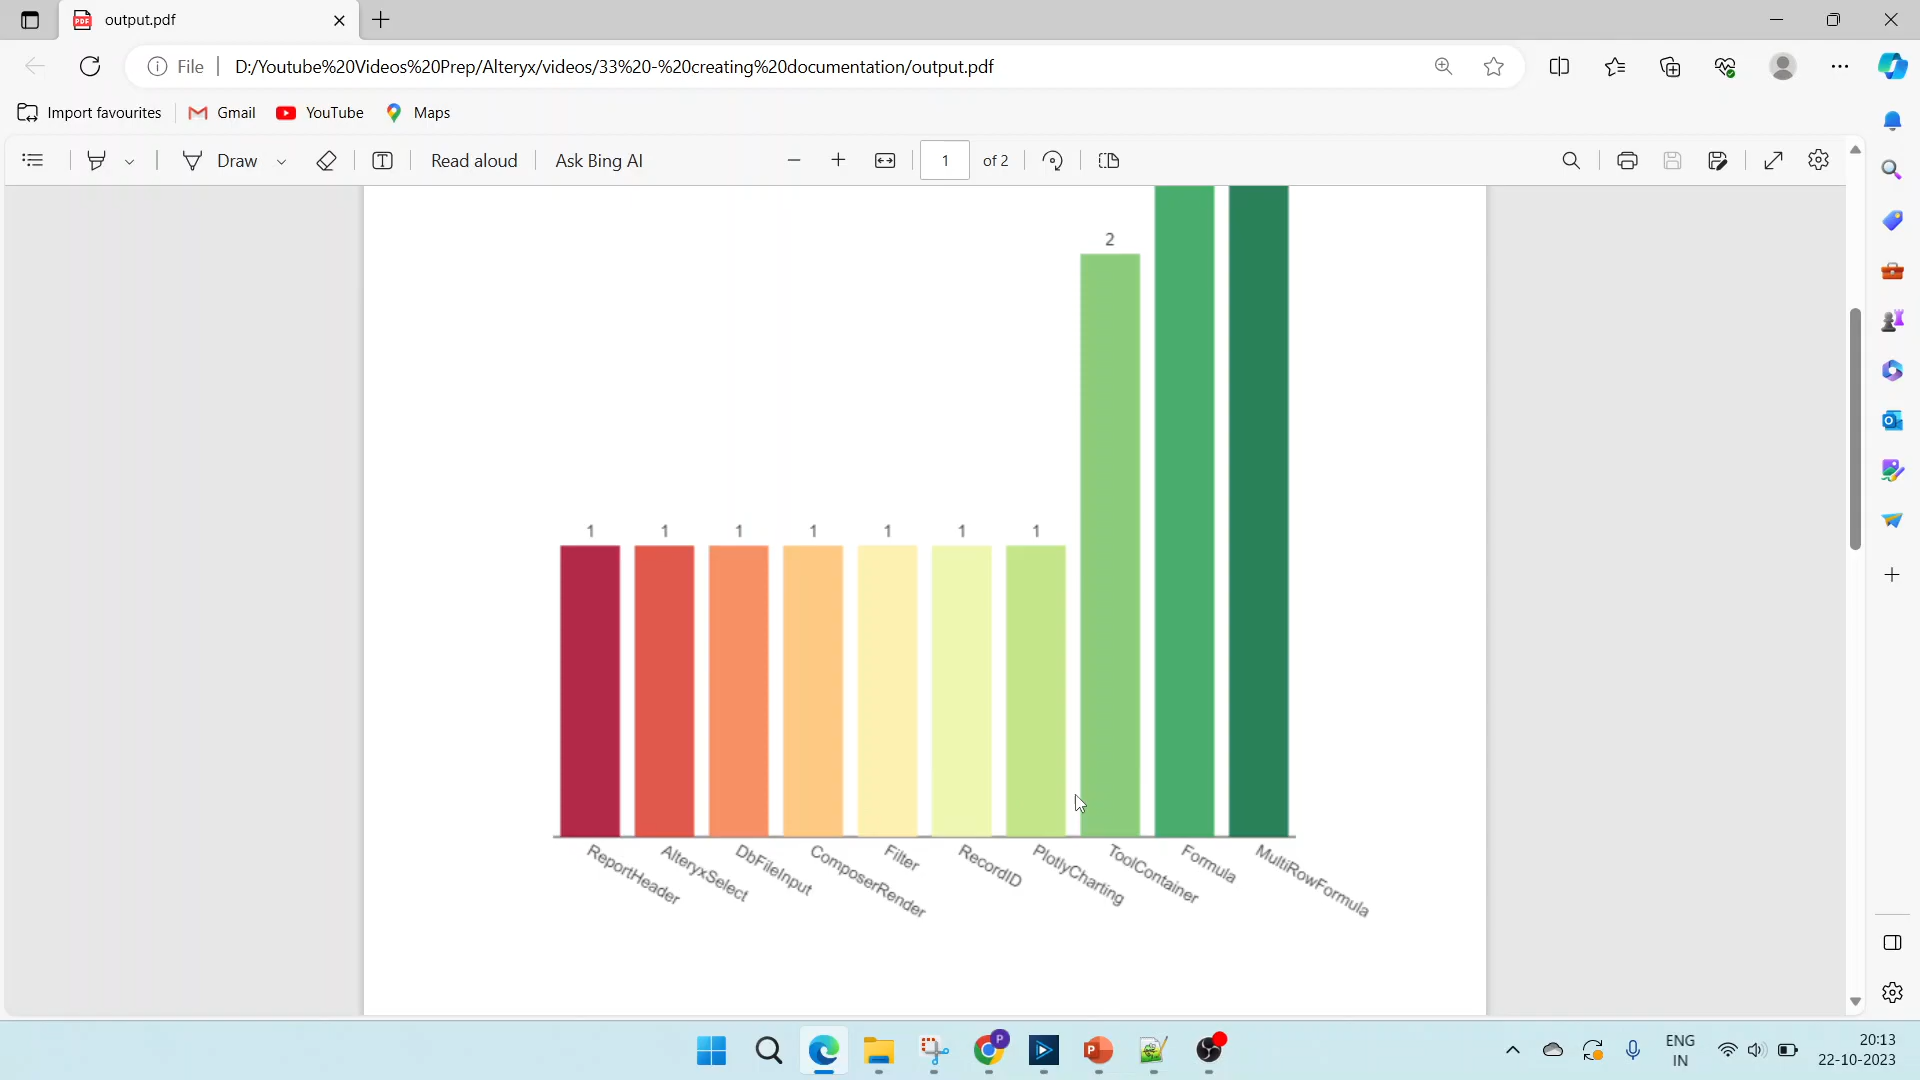 output.pdf
File
D:/Youtube%20Videos%20Prep/Alteryx/videos/33%20-%20creating%20documentation/output.pdf
Import favourites
Gmail
YouTube
Maps
Draw
Read aloud
Ask Bing AI
1
of 2
2
1 1 1 1 1 1 1
ReportHeader
AlteryxSelect
DbFileInput
ComposerRender
Filter
RecordID
PlotlyCharting
ToolContainer
Formula
MultiRowFormula
ENG
IN
20:13
22-10-2023